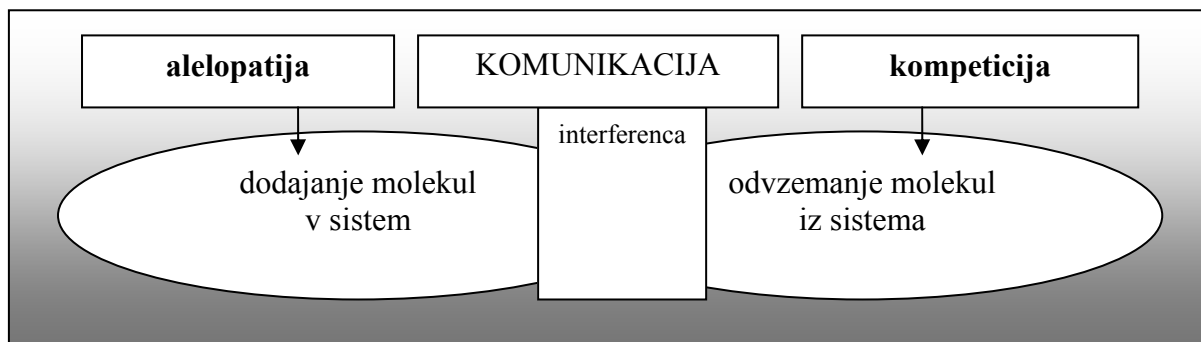 alelopatija
KOMUNIKACIJA
kompeticija
interferenca
dodajanje molekul
v sistem
odvzemanje molekul
iz sistema